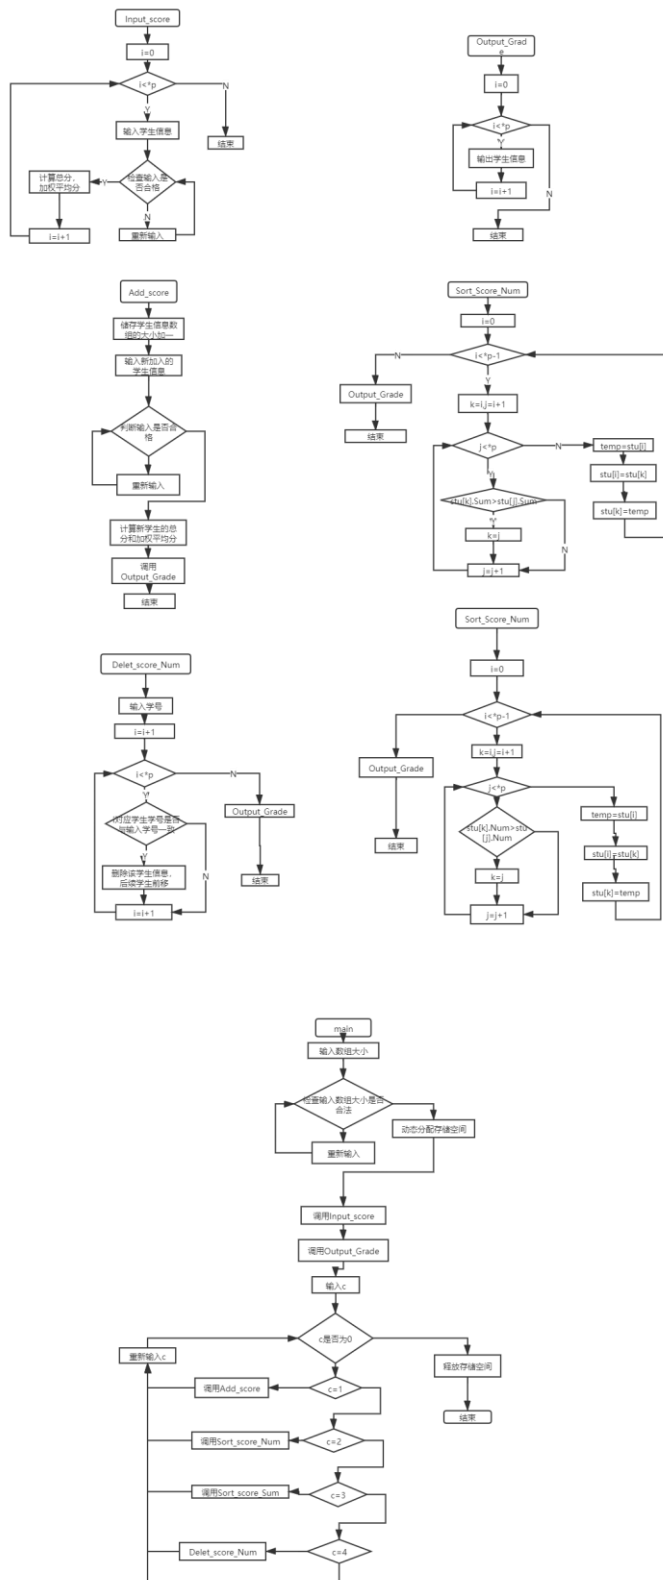 Input_score
i=0
i<*p
N
Y
输入学生信息
结束
检查输入是
否合格
Y
计算总分，
加权平均分
N
i=i+1
重新输入
Output_Grad
e
i=0
i<*p
Y
输出学生信息
i=i+1
N
结束
Add_score
储存学生信息数
组的大小加一
输入新加入的
学生信息
判断输入是否合
格
重新输入
计算新学生的总
分和加权平均分
调用
Output_Grade
结束
Sort_Score_Num
i=0
i<*p-1
N
Y
Output_Grade
k=i,j=i+1
结束
j<*p
N
temp=stu[i]
Y
stu[i]=stu[k]
stu[k].Sum>stu[j].Sum
stu[k]=temp
Y
k=j
N
j=j+1
Delet_score_Num
输入学号
i=i+1
i<*p
N
Y
Output_Grade
i对应学生学号是否
与输入学号一致
Y
N
结束
删除该学生信息，
后续学生前移
i=i+1
Sort_Score_Num
i=0
i<*p-1
k=i,j=i+1
Output_Grade
j<*p
temp=stu[i]
stu[k].Num>stu
[j].Num
结束
stu[i]=stu[k]
k=j
stu[k]=temp
j=j+1
main
输入数组大小
检查输入数组大小是否
合法
动态分配存储空间
重新输入
调用Input_score
调用Output_Grade
输入c
c是否为0
重新输入c
释放存储空间
调用Add_score
c=1
结束
调用Sort_score_Num
c=2
调用Sort_score_Sum
c=3
Delet_score_Num
c=4